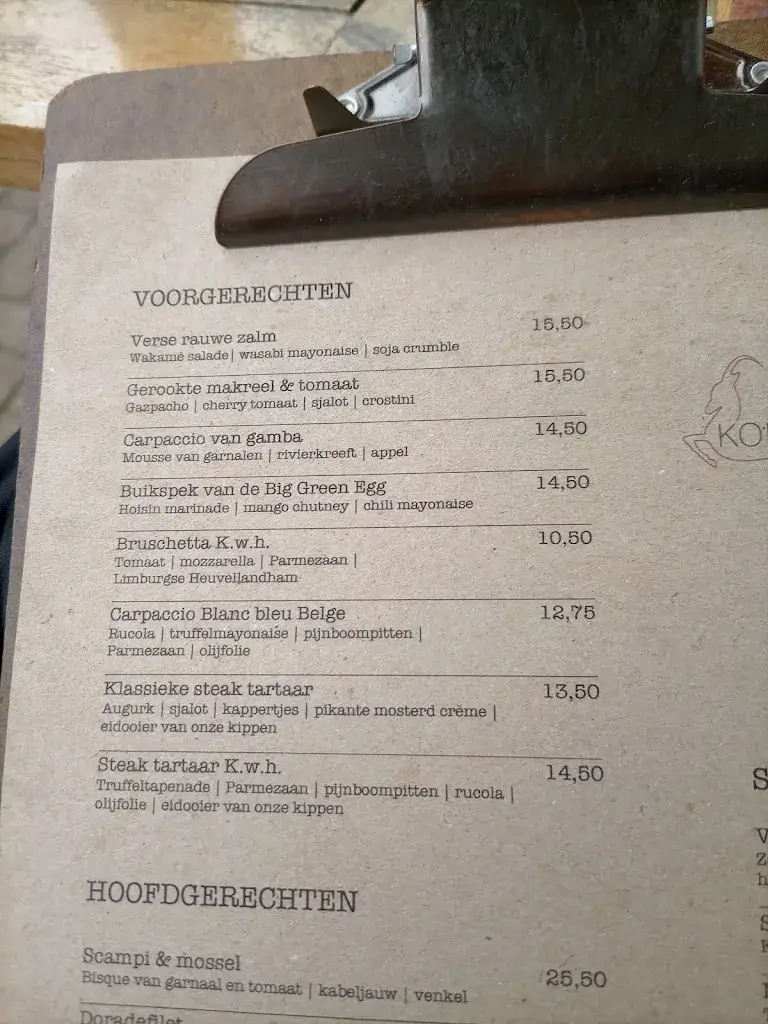 VOORGERECHTEN
Verse rauwe zalm 15,50
Wakamé salade | wasabi mayonaise | soja crumble
Gerookte makreel & tomaat 15,50
Gazpacho | cherry tomaat | sjalot | crostini
Carpaccio van gamba 14,50
Mousse van garnalen | rivierkreeft | appel
Buikspek van de Big Green Egg 14,50
Hoisin marinade | mango chutney | chili mayonaise
Bruschetta K.w.h. 10,50
Tomaat | mozzarella | Parmezaan |
Limburgse Heuvellandham
Carpaccio Blanc bleu Belge 12,75
Rucola | truffelmayonaise | pijnboompitten |
Parmezaan | olijfolie
Klassieke steak tartaar 13,50
Augurk | sjalot | kappertjes | pikante mosterd crème |
eidooier van onze kippen
Steak tartaar K.w.h. 14,50
Truffeltapenade | Parmezaan | pijnboompitten | rucola |
olijfolie | eidooier van onze kippen
HOOFDGERECHTEN
Scampi & mossel 25,50
Bisque van garnaal en tomaat | kabeljauw | venkel
Doradefilet